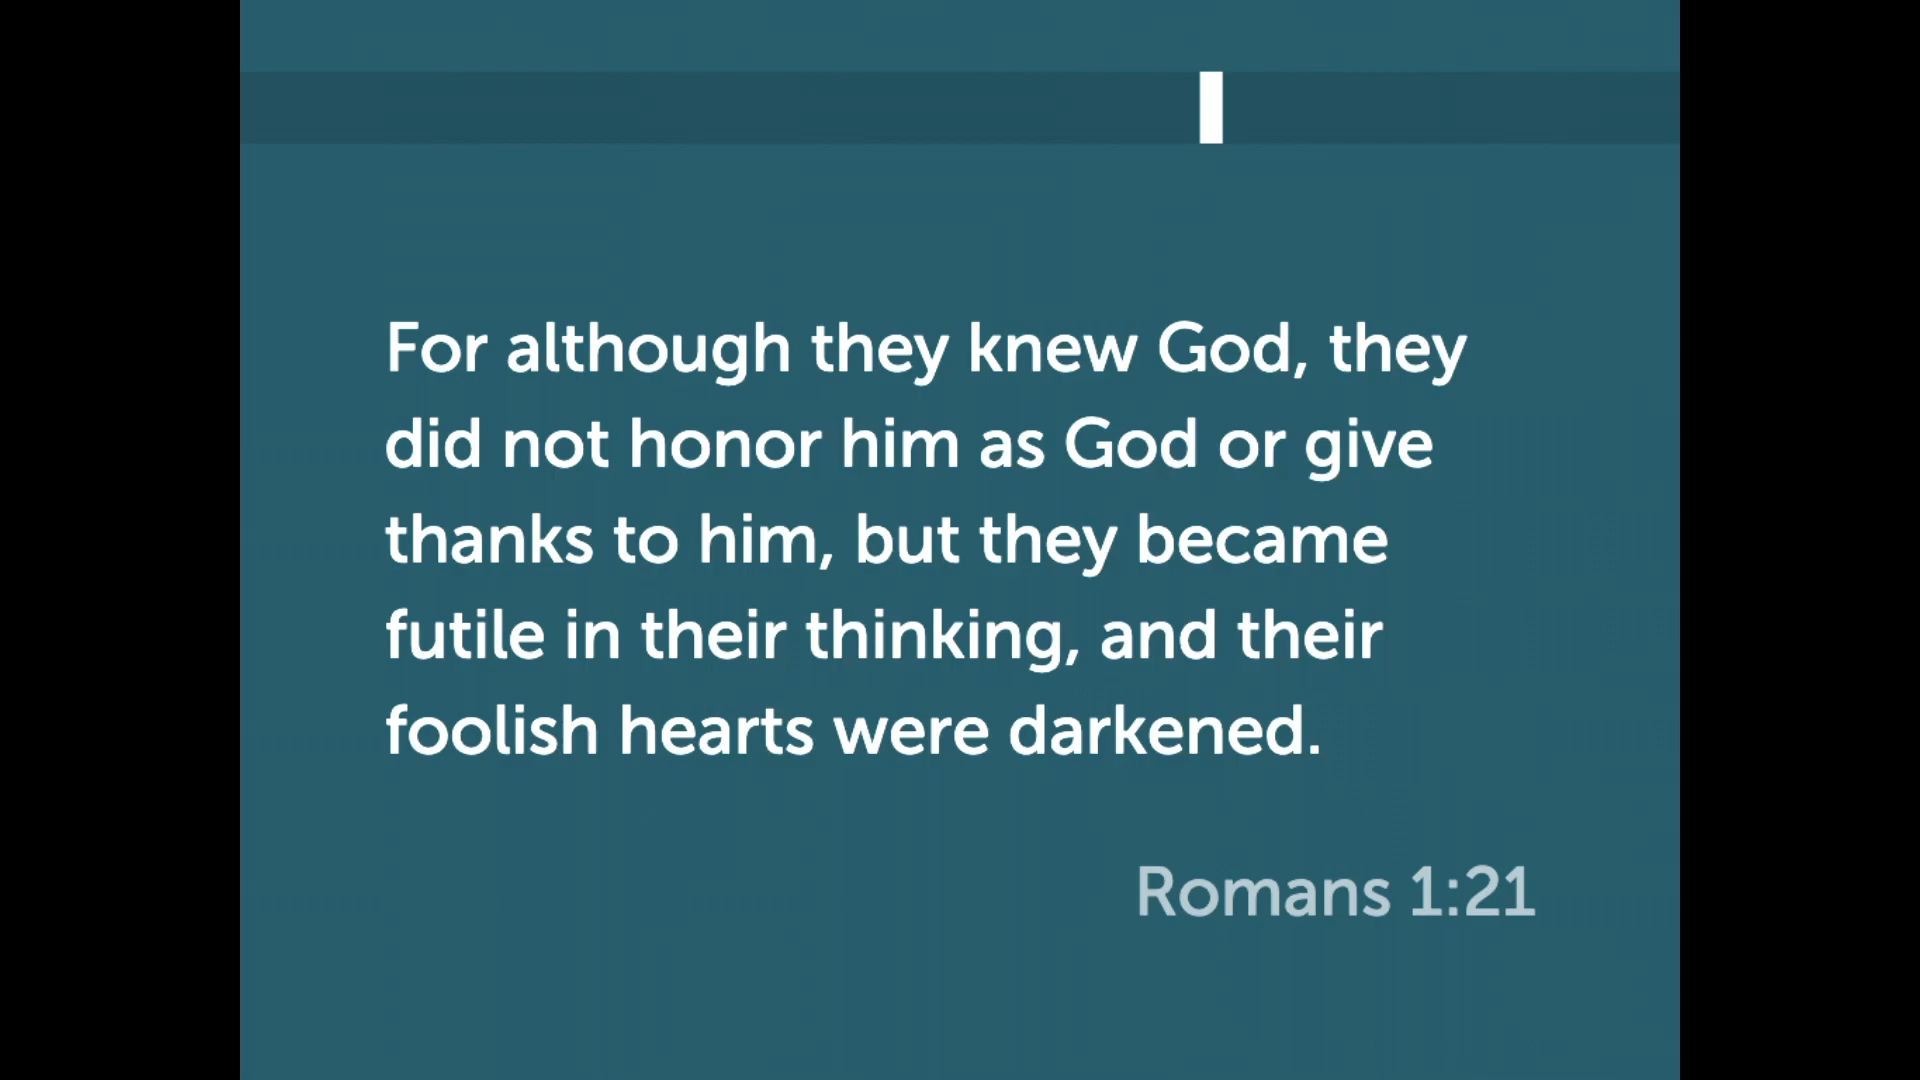 For although they knew God, they
did not honor him as God or give
thanks to him, but they became
futile in their thinking, and their
foolish hearts were darkened.
Romans 1:21